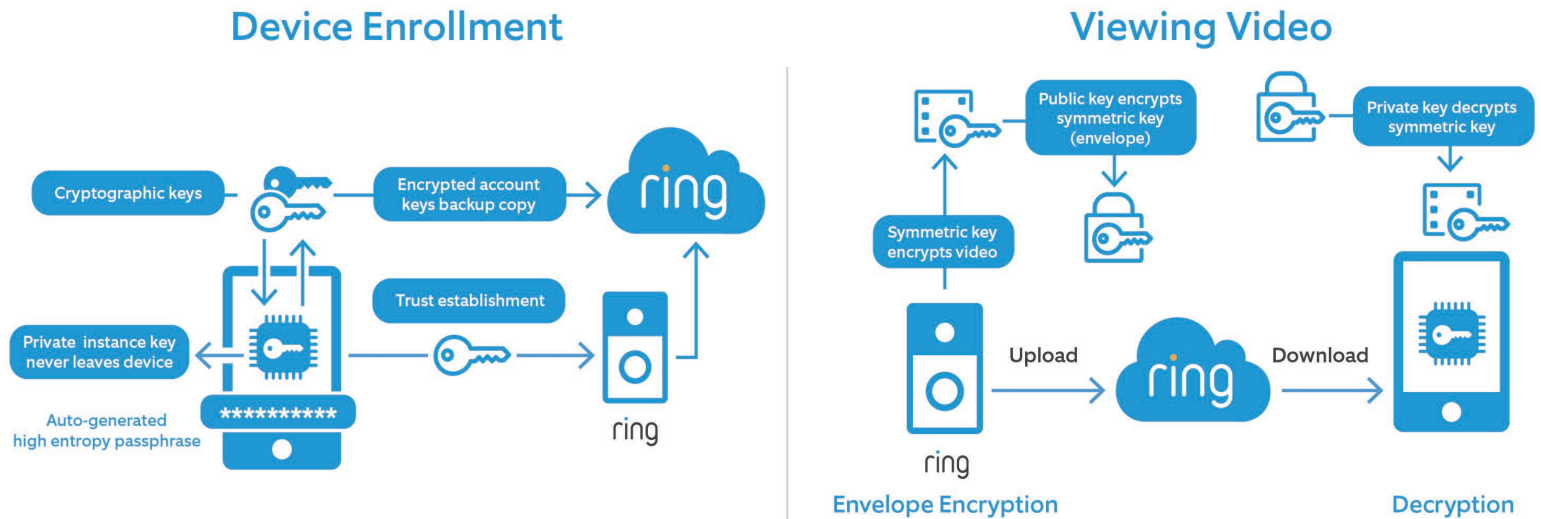 Device Enrollment
Cryptographic keys
Encrypted account
keys backup copy
ring
Trust establishment
Private instance key
never leaves device
**********
Auto-generated
high entropy passphrase
ring
Viewing Video
Public key encrypts
symmetric key
(envelope)
Private key decrypts
symmetric key
Symmetric key
encrypts video
Upload
ring
Download
ring
Envelope Encryption
Decryption